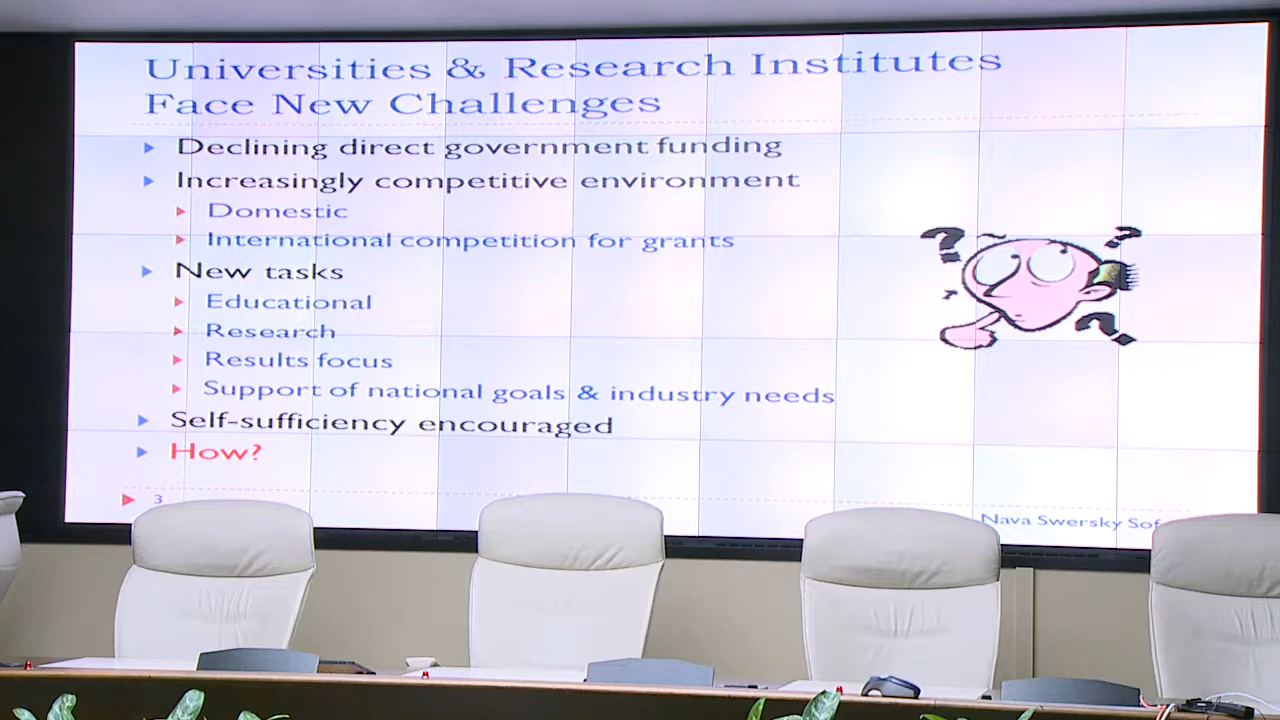 Universities & Research Institutes
Face New Challenges
Declining direct government funding
Increasingly competitive environment
Domestic
International competition for grants
New tasks
Educational
Research
Results focus
Support of national goals & industry needs
Self-sufficiency encouraged
How?
3
Nava Swersky